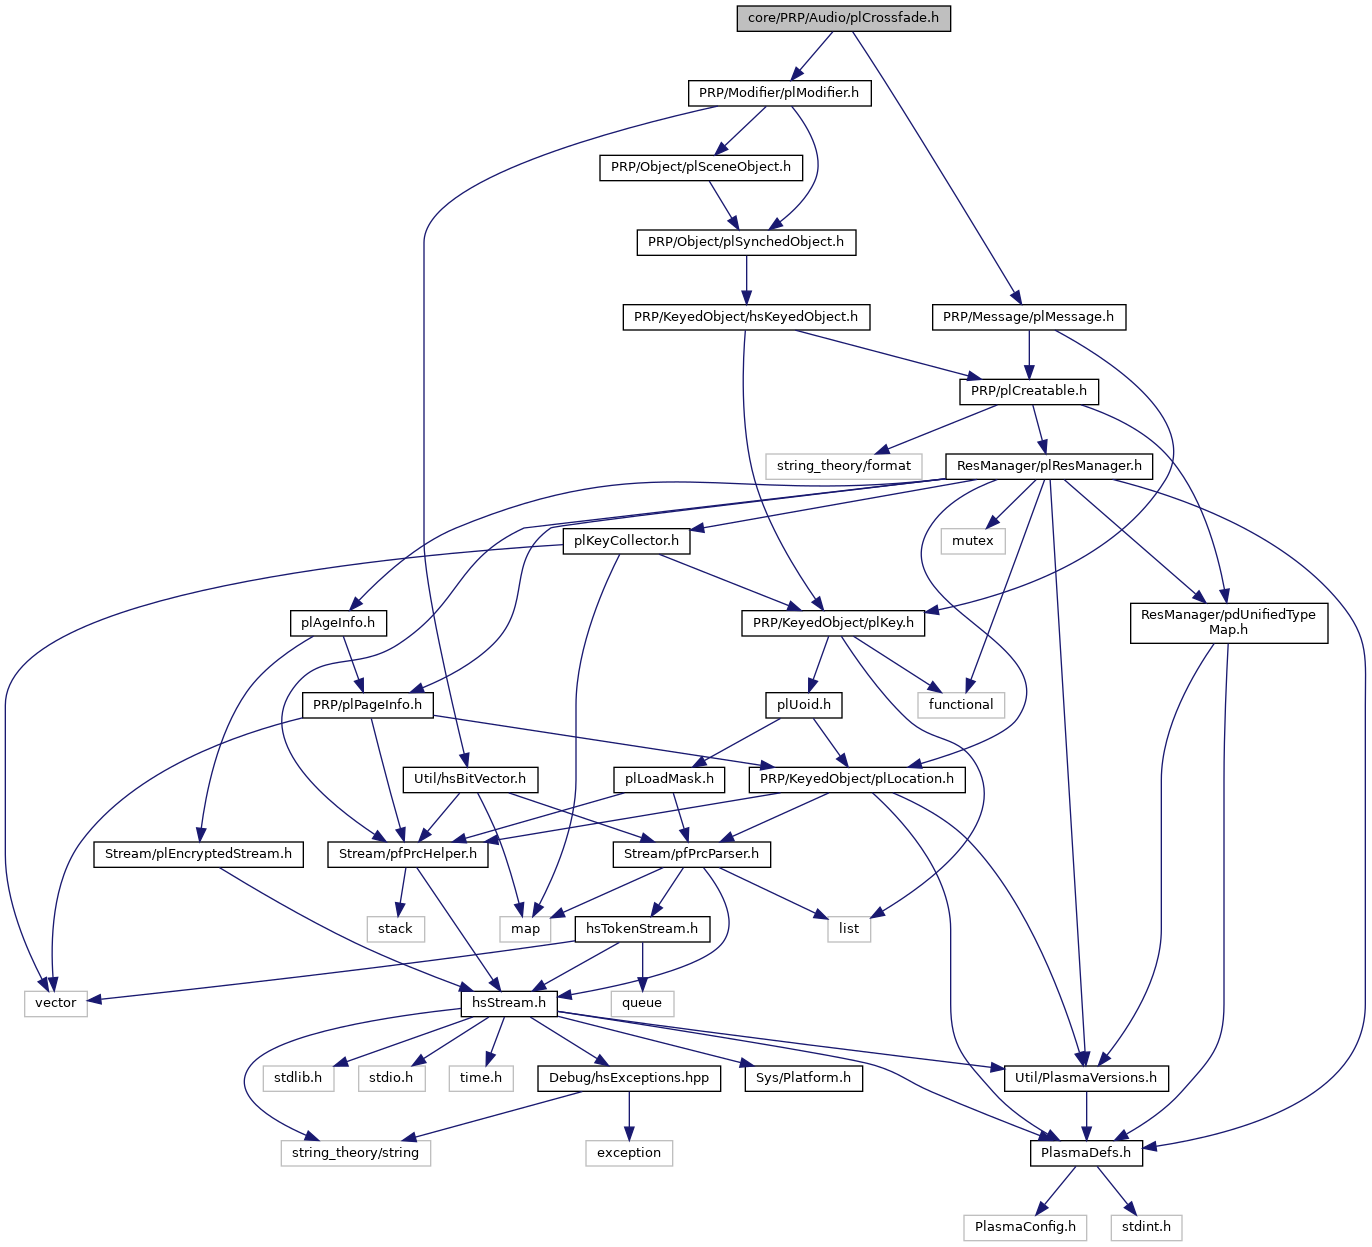 core/PRP/Audio/plCrossfade.h
PRP/Modifier/plModifier.h
PRP/Object/plSceneObject.h
PRP/Object/plSynchedObject.h
PRP/KeyedObject/hsKeyedObject.h
PRP/Message/plMessage.h
PRP/plCreatable.h
string_theory/format
ResManager/plResManager.h
plKeyCollector.h
mutex
plAgeInfo.h
PRP/KeyedObject/plKey.h
ResManager/pdUnifiedType
Map.h
PRP/plPageInfo.h
plUoid.h
functional
Util/hsBitVector.h
plLoadMask.h
PRP/KeyedObject/plLocation.h
Stream/plEncryptedStream.h
Stream/pfPrcHelper.h
Stream/pfPrcParser.h
stack
map
hsTokenStream.h
list
vector
hsStream.h
queue
stdlib.h
stdio.h
time.h
Debug/hsExceptions.hpp
Sys/Platform.h
Util/PlasmaVersions.h
string_theory/string
exception
PlasmaDefs.h
PlasmaConfig.h
stdint.h